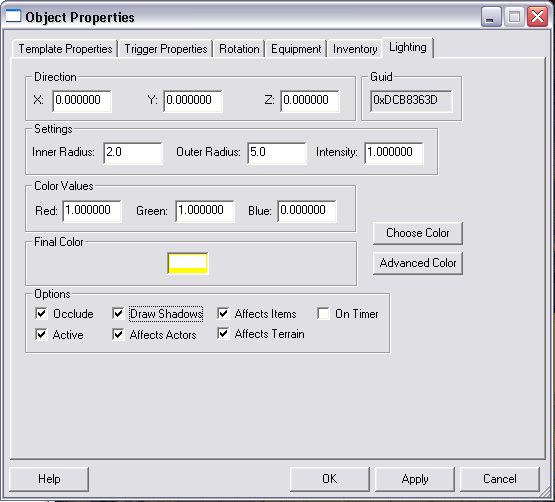 Object Properties
Template Properties Trigger Properties Rotation Equipment Inventory Lighting
Direction Guid
X: 0.000000 Y: 0.000000 Z: 0.000000 0xDCB8363D
Settings
Inner Radius: 2.0 Outer Radius: 5.0 Intensity: 1.000000
Color Values
Red: 1.000000 Green: 1.000000 Blue: 0.000000
Choose Color
Final Color
Advanced Color
Options
Occlude Draw Shadows Affects Items On Timer
Active Affects Actors Affects Terrain
Help OK Apply Cancel